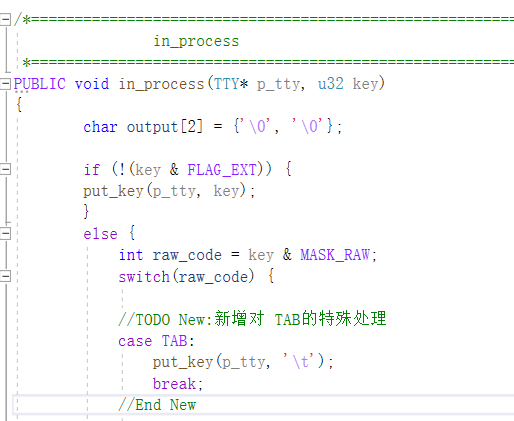 /*==================================================
in_process
*==================================================
PUBLIC void in_process(TTY* p_tty, u32 key)
{
char output[2] = {'\0', '\0'};
if (!(key & FLAG_EXT)) {
put_key(p_tty, key);
}
else {
int raw_code = key & MASK_RAW;
switch(raw_code) {
//TODO New:新增对 TAB的特殊处理
case TAB:
put_key(p_tty, '\t');
break;
//End New